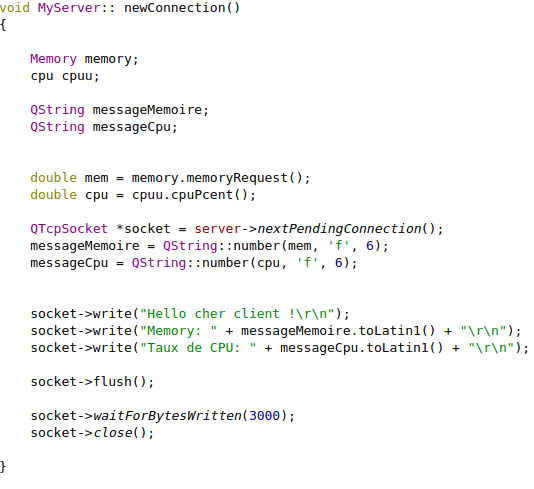 void MyServer:: newConnection()
{
    Memory memory;
    cpu cpuu;
    QString messageMemoire;
    QString messageCpu;
    double mem = memory.memoryRequest();
    double cpu = cpuu.cpuPcent();
    QTcpSocket *socket = server->nextPendingConnection();
    messageMemoire = QString::number(mem, 'f', 6);
    messageCpu = QString::number(cpu, 'f', 6);
    socket->write("Hello cher client !\r\n");
    socket->write("Memory: " + messageMemoire.toLatin1() + "\r\n");
    socket->write("Taux de CPU: " + messageCpu.toLatin1() + "\r\n");
    socket->flush();
    socket->waitForBytesWritten(3000);
    socket->close();
}